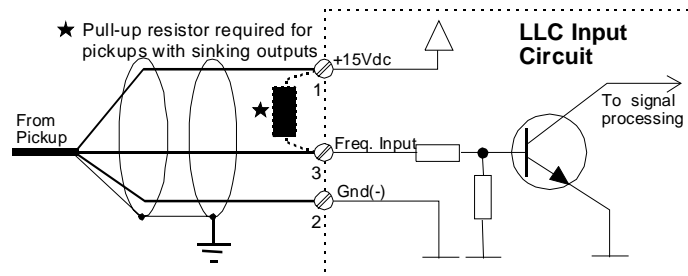 ★ Pull-up resistor required for
pickups with sinking outputs
LLC Input
Circuit
+15Vdc
1
★
To signal
processing
From
Pickup
Freq. Input
3
Gnd(-)
2